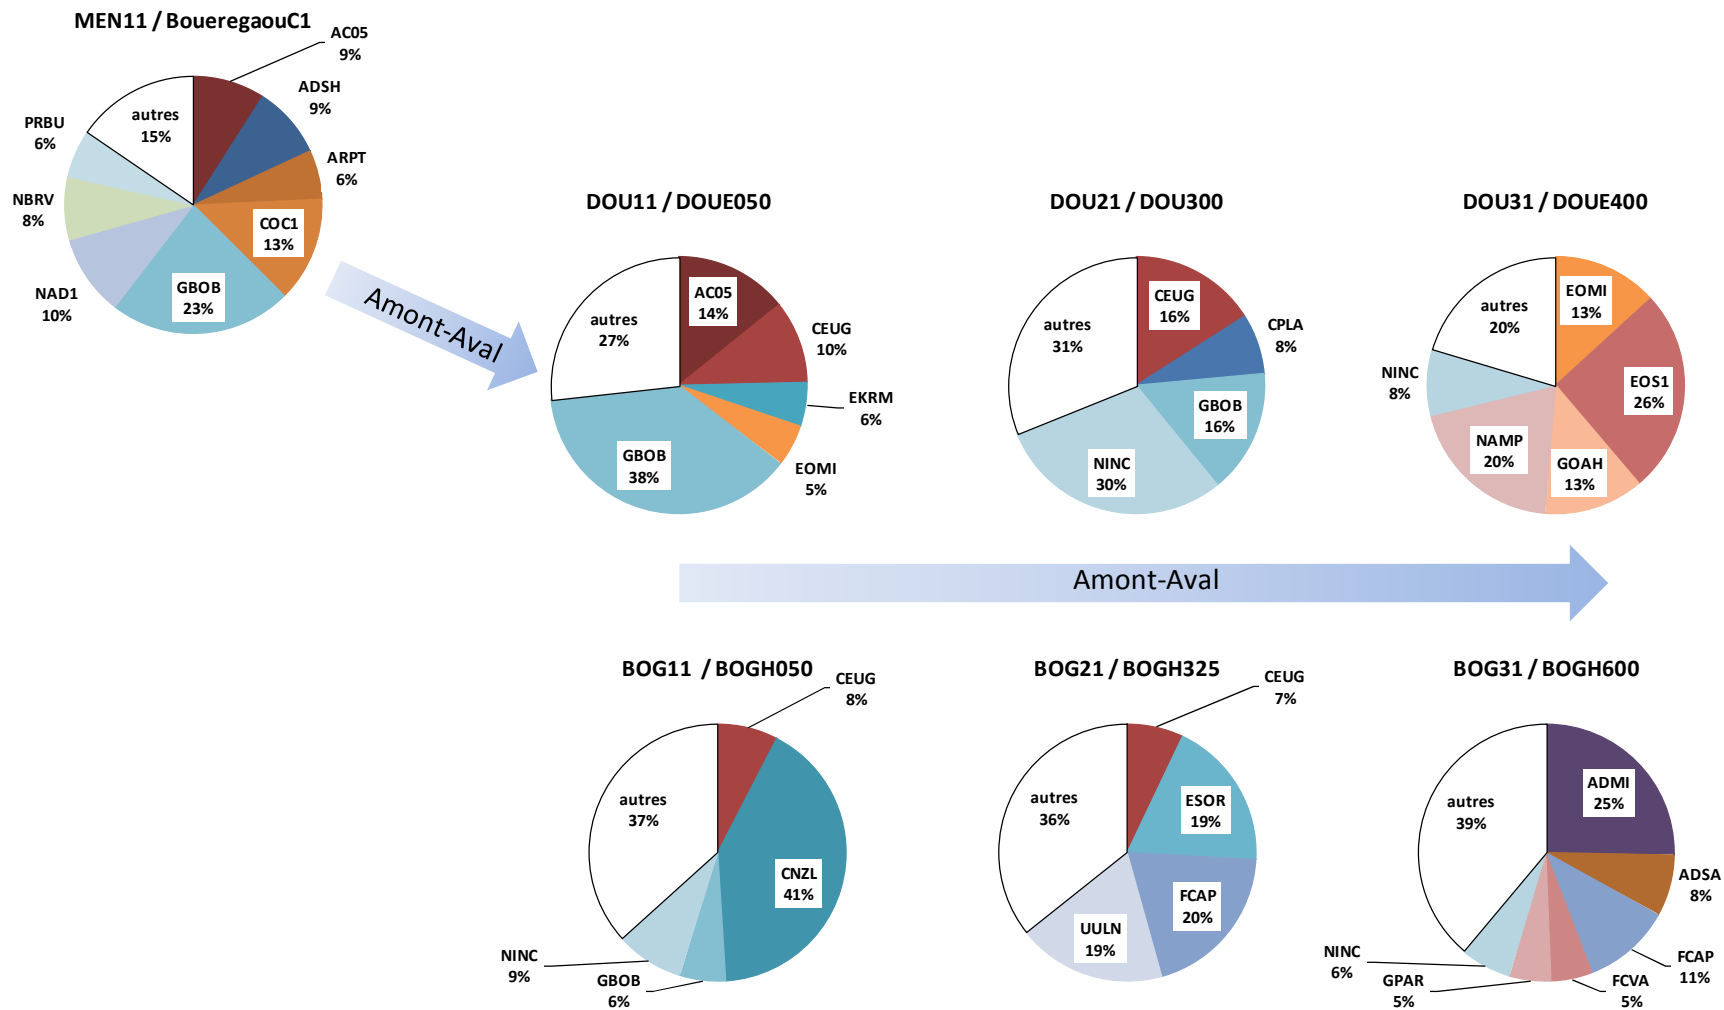 MEN11 / BoueregaouC1
AC05
9%
ADSH
9%
ARPT
6%
COC1
13%
GBOB
23%
NAD1
10%
NBRV
8%
PRBU
6%
autres
15%
Amont-Aval
DOU11 / DOUE050
AC05
14%
CEUG
10%
EKRM
6%
EOMI
5%
GBOB
38%
autres
27%
DOU21 / DOU300
CEUG
16%
CPLA
8%
GBOB
16%
NINC
30%
autres
31%
DOU31 / DOUE400
EOMI
13%
EOS1
26%
GOAH
13%
NAMP
20%
NINC
8%
autres
20%
Amont-Aval
BOG11 / BOGH050
CEUG
8%
CNZL
41%
GBOB
6%
NINC
9%
autres
37%
BOG21 / BOGH325
CEUG
7%
ESOR
19%
FCAP
20%
UULN
19%
autres
36%
BOG31 / BOGH600
ADMI
25%
ADSA
8%
FCAP
11%
FCVA
5%
GPAR
5%
NINC
6%
autres
39%